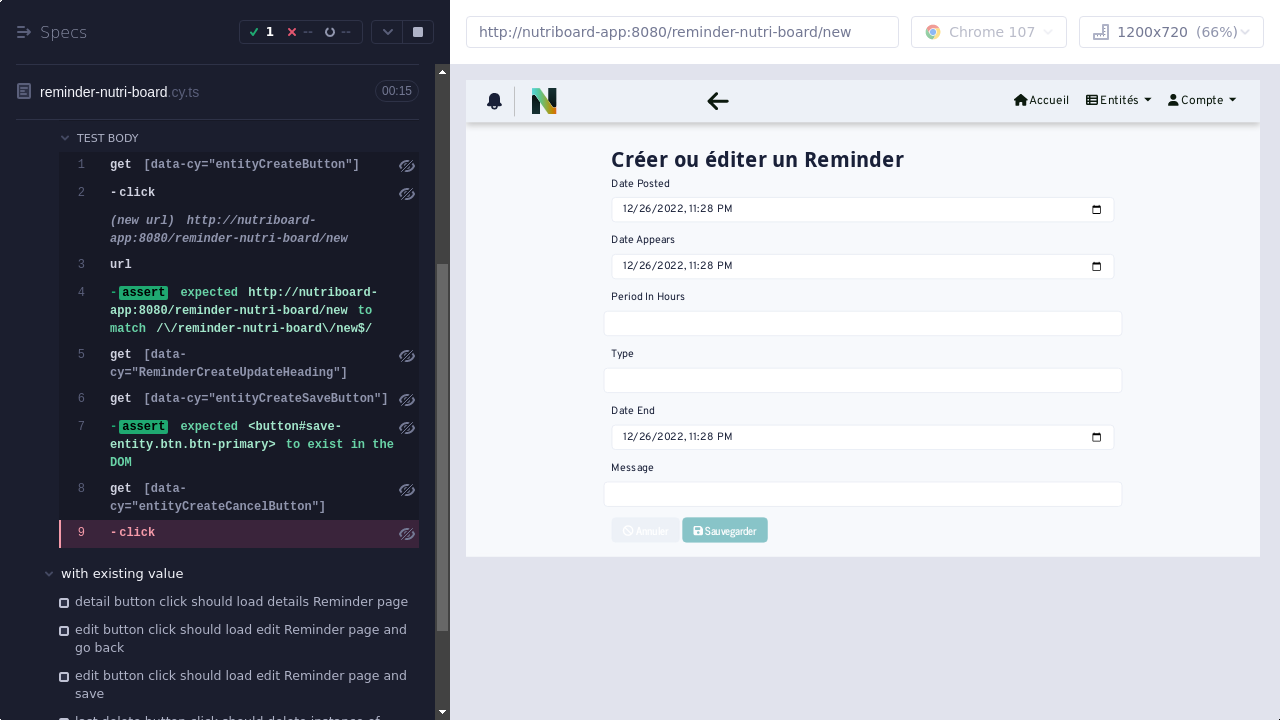 Specs
1
--
--
http://nutriboard-app:8080/reminder-nutri-board/new
Chrome 107
1200x720 (66%)
reminder-nutri-board.cy.ts
00:15
TEST BODY
1 get [data-cy="entityCreateButton"]
2 -click
(new url) http://nutriboard-
app:8080/reminder-nutri-board/new
3 url
4 -assert expected http://nutriboard-
app:8080/reminder-nutri-board/new to
match /\/reminder-nutri-board\/new$/
5 get [data-
cy="ReminderCreateUpdateHeading"]
6 get [data-cy="entityCreateSaveButton"]
7 -assert expected <button#save-
entity.btn.btn-primary> to exist in the
DOM
8 get [data-
cy="entityCreateCancelButton"]
9 -click
with existing value
detail button click should load details Reminder page
edit button click should load edit Reminder page and
go back
edit button click should load edit Reminder page and
save
last delete button click should delete instance of
Accueil
Entités
Compte
Créer ou éditer un Reminder
Date Posted
12/26/2022, 11:28 PM
Date Appears
12/26/2022, 11:28 PM
Period In Hours
Type
Date End
12/26/2022, 11:28 PM
Message
Annuler
Sauvegarder